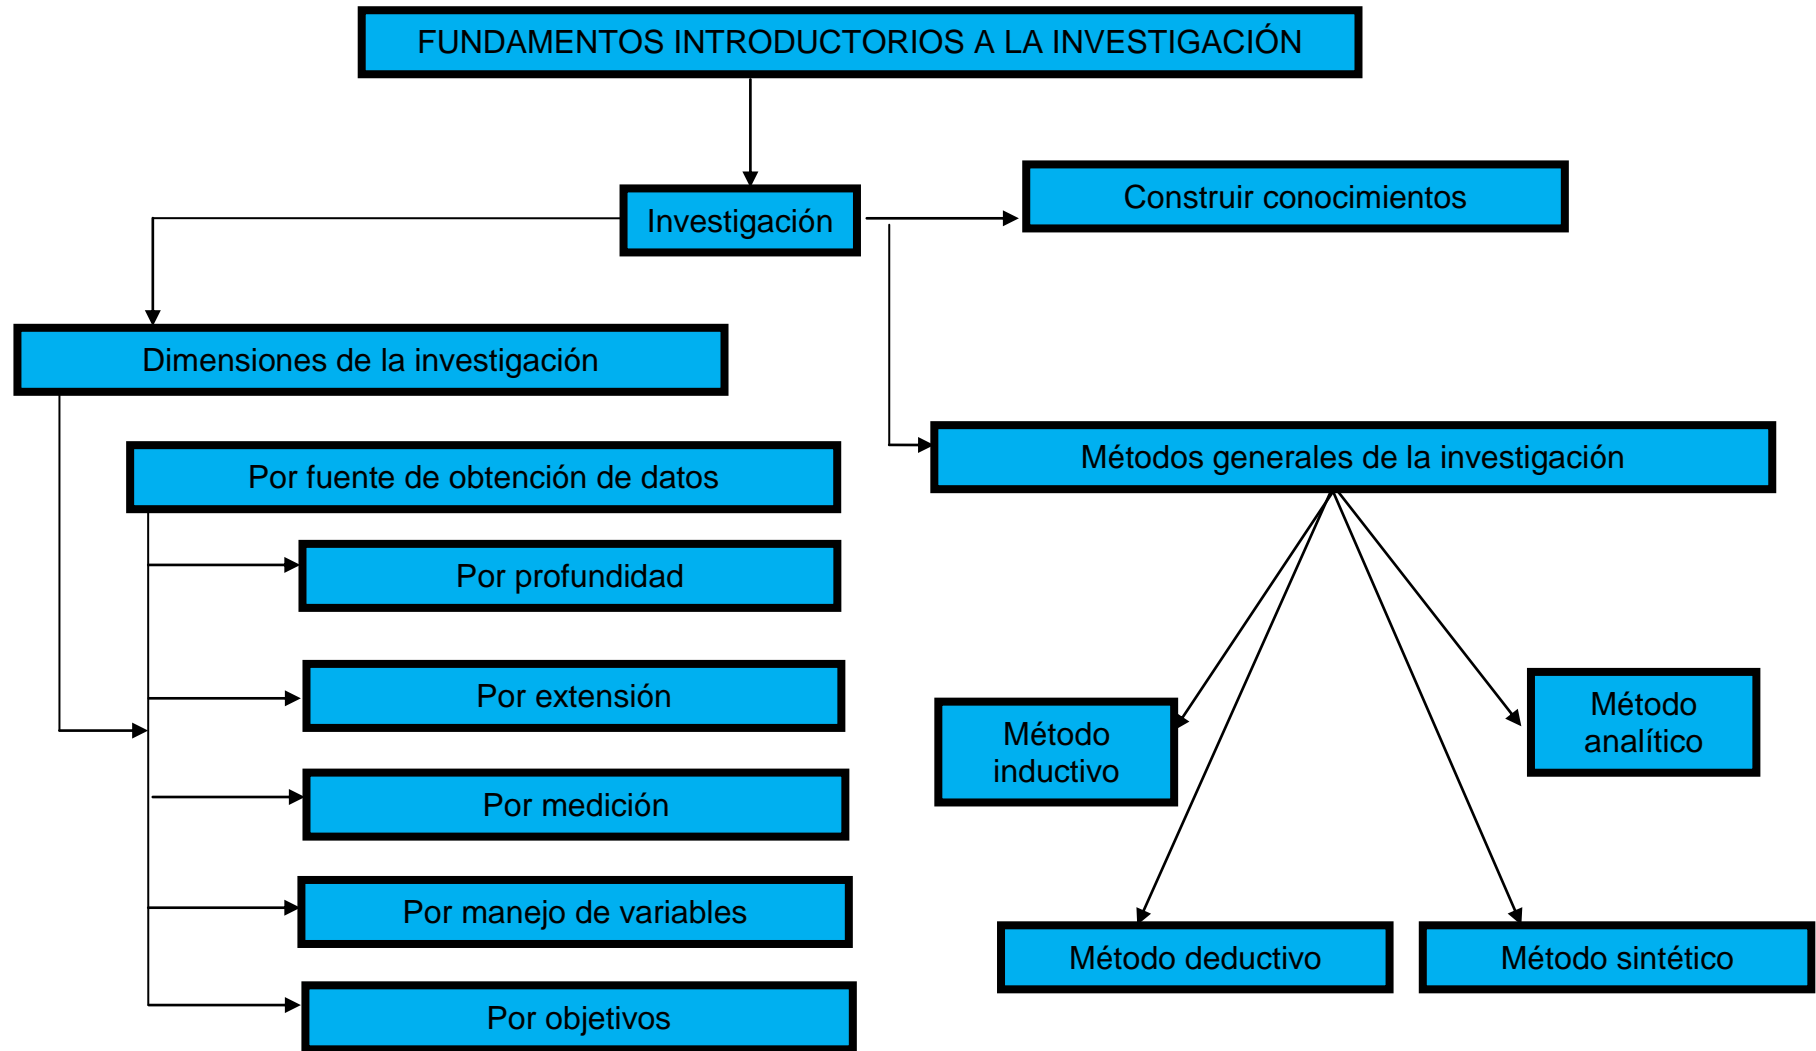 FUNDAMENTOS INTRODUCTORIOS A LA INVESTIGACIÓN
Investigación
Construir conocimientos
Dimensiones de la investigación
Por fuente de obtención de datos
Por profundidad
Por extensión
Por medición
Por manejo de variables
Por objetivos
Métodos generales de la investigación
Método
inductivo
Método
analítico
Método deductivo
Método sintético